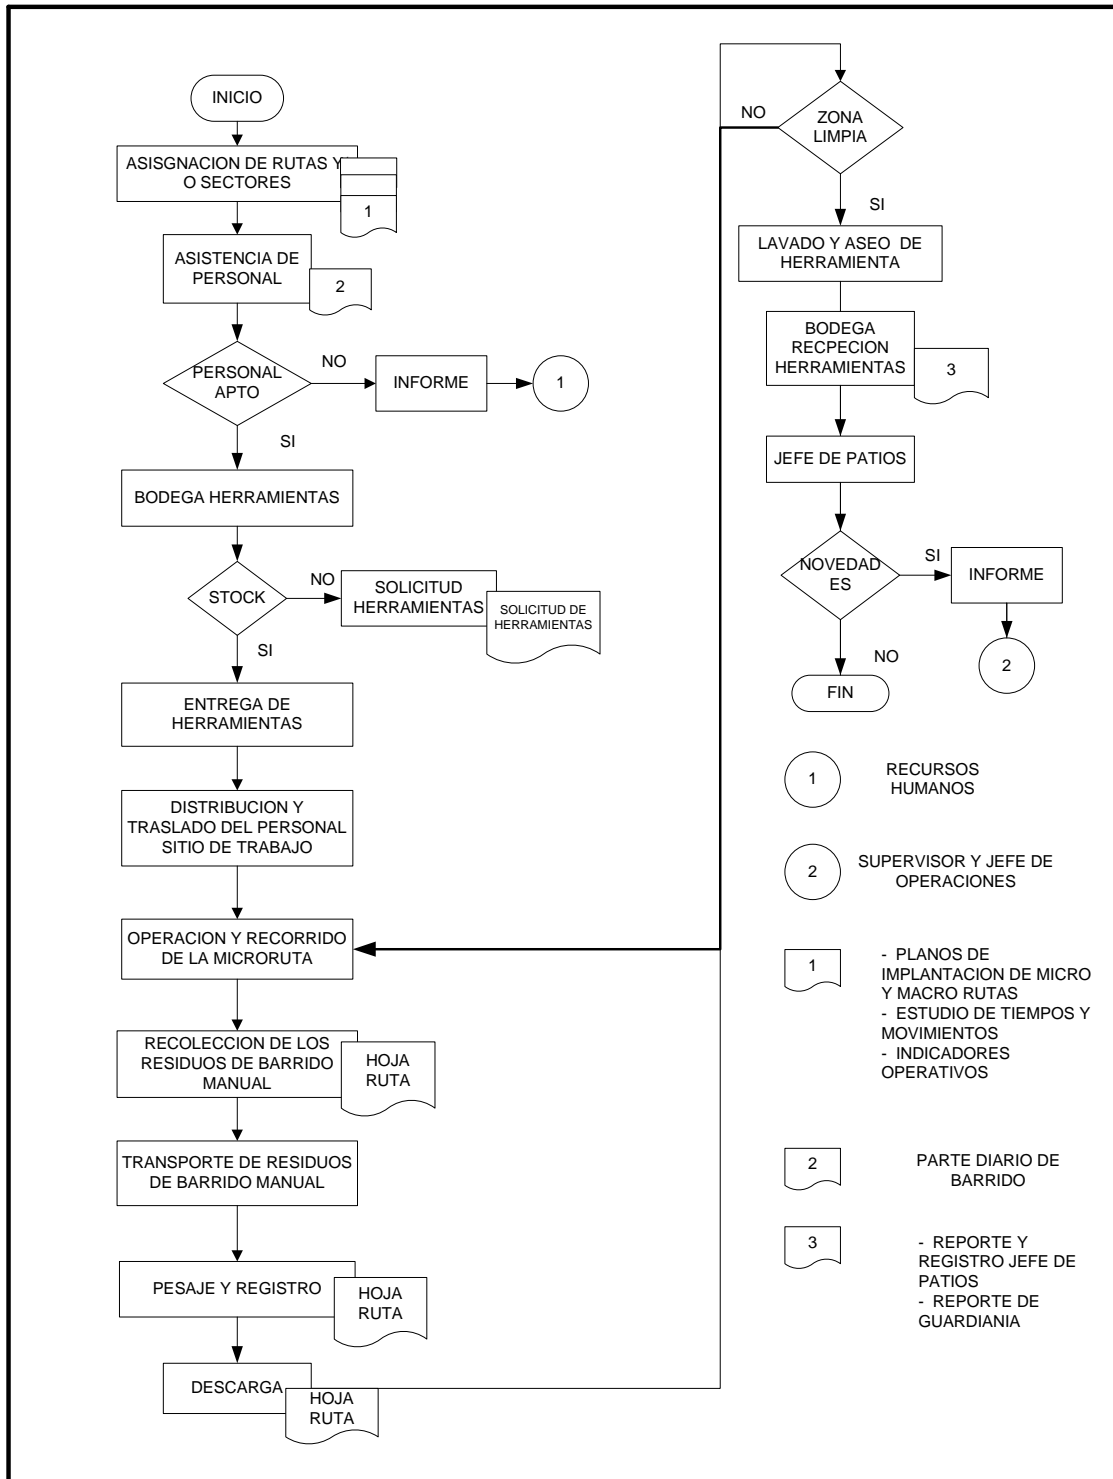 INICIO
ASISGNACION DE RUTAS Y
O SECTORES
1
ASISTENCIA DE
PERSONAL
2
PERSONAL
APTO
NO
INFORME
1
SI
BODEGA HERRAMIENTAS
STOCK
NO
SOLICITUD
HERRAMIENTAS
SOLICITUD DE
HERRAMIENTAS
SI
ENTREGA DE
HERRAMIENTAS
DISTRIBUCION Y
TRASLADO DEL PERSONAL
SITIO DE TRABAJO
OPERACION Y RECORRIDO
DE LA MICRORUTA
RECOLECCION DE LOS
RESIDUOS DE BARRIDO
MANUAL
HOJA
RUTA
TRANSPORTE DE RESIDUOS
DE BARRIDO MANUAL
PESAJE Y REGISTRO
HOJA
RUTA
DESCARGA
HOJA
RUTA
NO
ZONA
LIMPIA
SI
LAVADO Y ASEO DE
HERRAMIENTA
BODEGA
RECPECION
HERRAMIENTAS
3
JEFE DE PATIOS
NOVEDAD
ES
SI
INFORME
2
NO
FIN
1
RECURSOS
HUMANOS
2
SUPERVISOR Y JEFE DE
OPERACIONES
1
- PLANOS DE
IMPLANTACION DE MICRO
Y MACRO RUTAS
- ESTUDIO DE TIEMPOS Y
MOVIMIENTOS
- INDICADORES
OPERATIVOS
2
PARTE DIARIO DE
BARRIDO
3
- REPORTE Y
REGISTRO JEFE DE
PATIOS
- REPORTE DE
GUARDIANIA